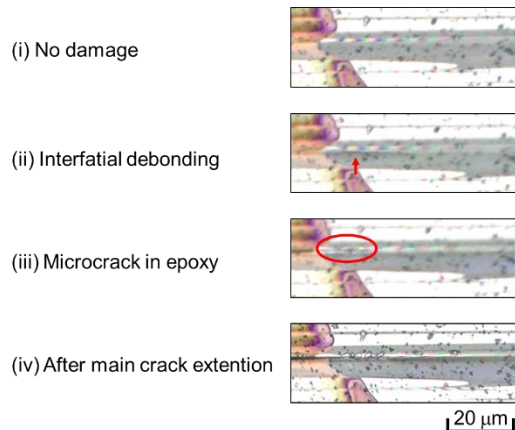 (i) No damage
(ii) Interfatial debonding
(iii) Microcrack in epoxy
(iv) After main crack extention
20 μm